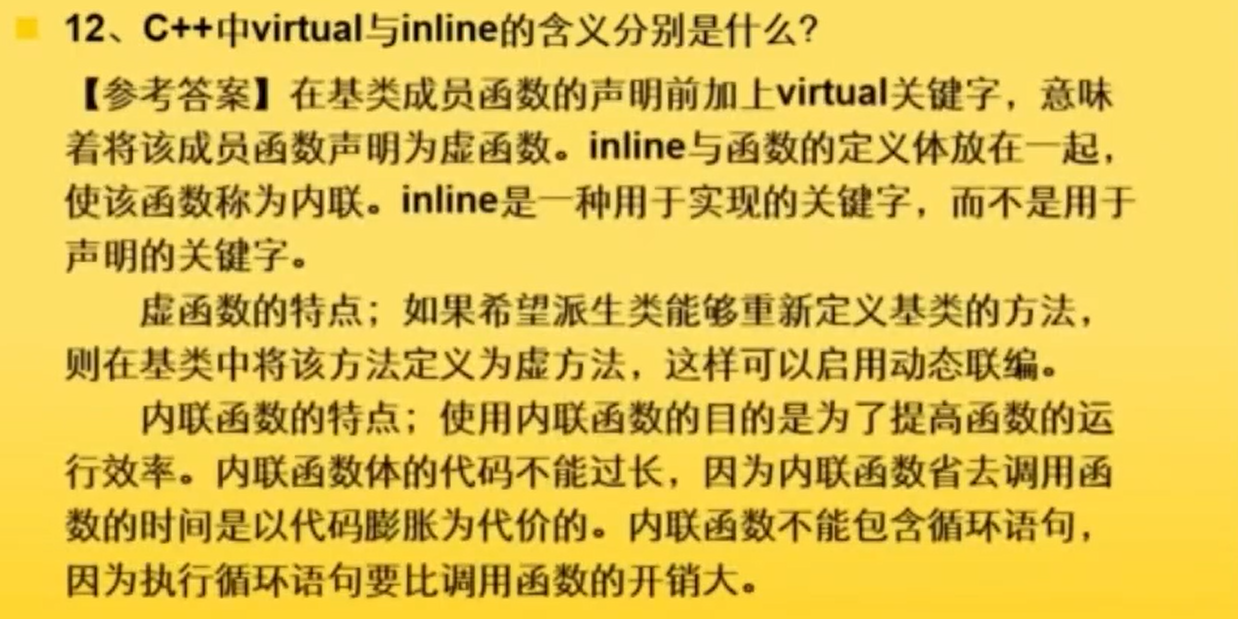 12、C++中virtual与inline的含义分别是什么?
【参考答案】在基类成员函数的声明前加上virtual关键字，意味
着将该成员函数声明为虚函数。inline与函数的定义体放在一起，
使该函数称为内联。inline是一种用于实现的关键字，而不是用于
声明的关键字。
虚函数的特点；如果希望派生类能够重新定义基类的方法，
则在基类中将该方法定义为虚方法，这样可以启用动态联编。
内联函数的特点；使用内联函数的目的是为了提高函数的运
行效率。内联函数体的代码不能过长，因为内联函数省去调用函
数的时间是以代码膨胀为代价的。内联函数不能包含循环语句，
因为执行循环语句要比调用函数的开销大。